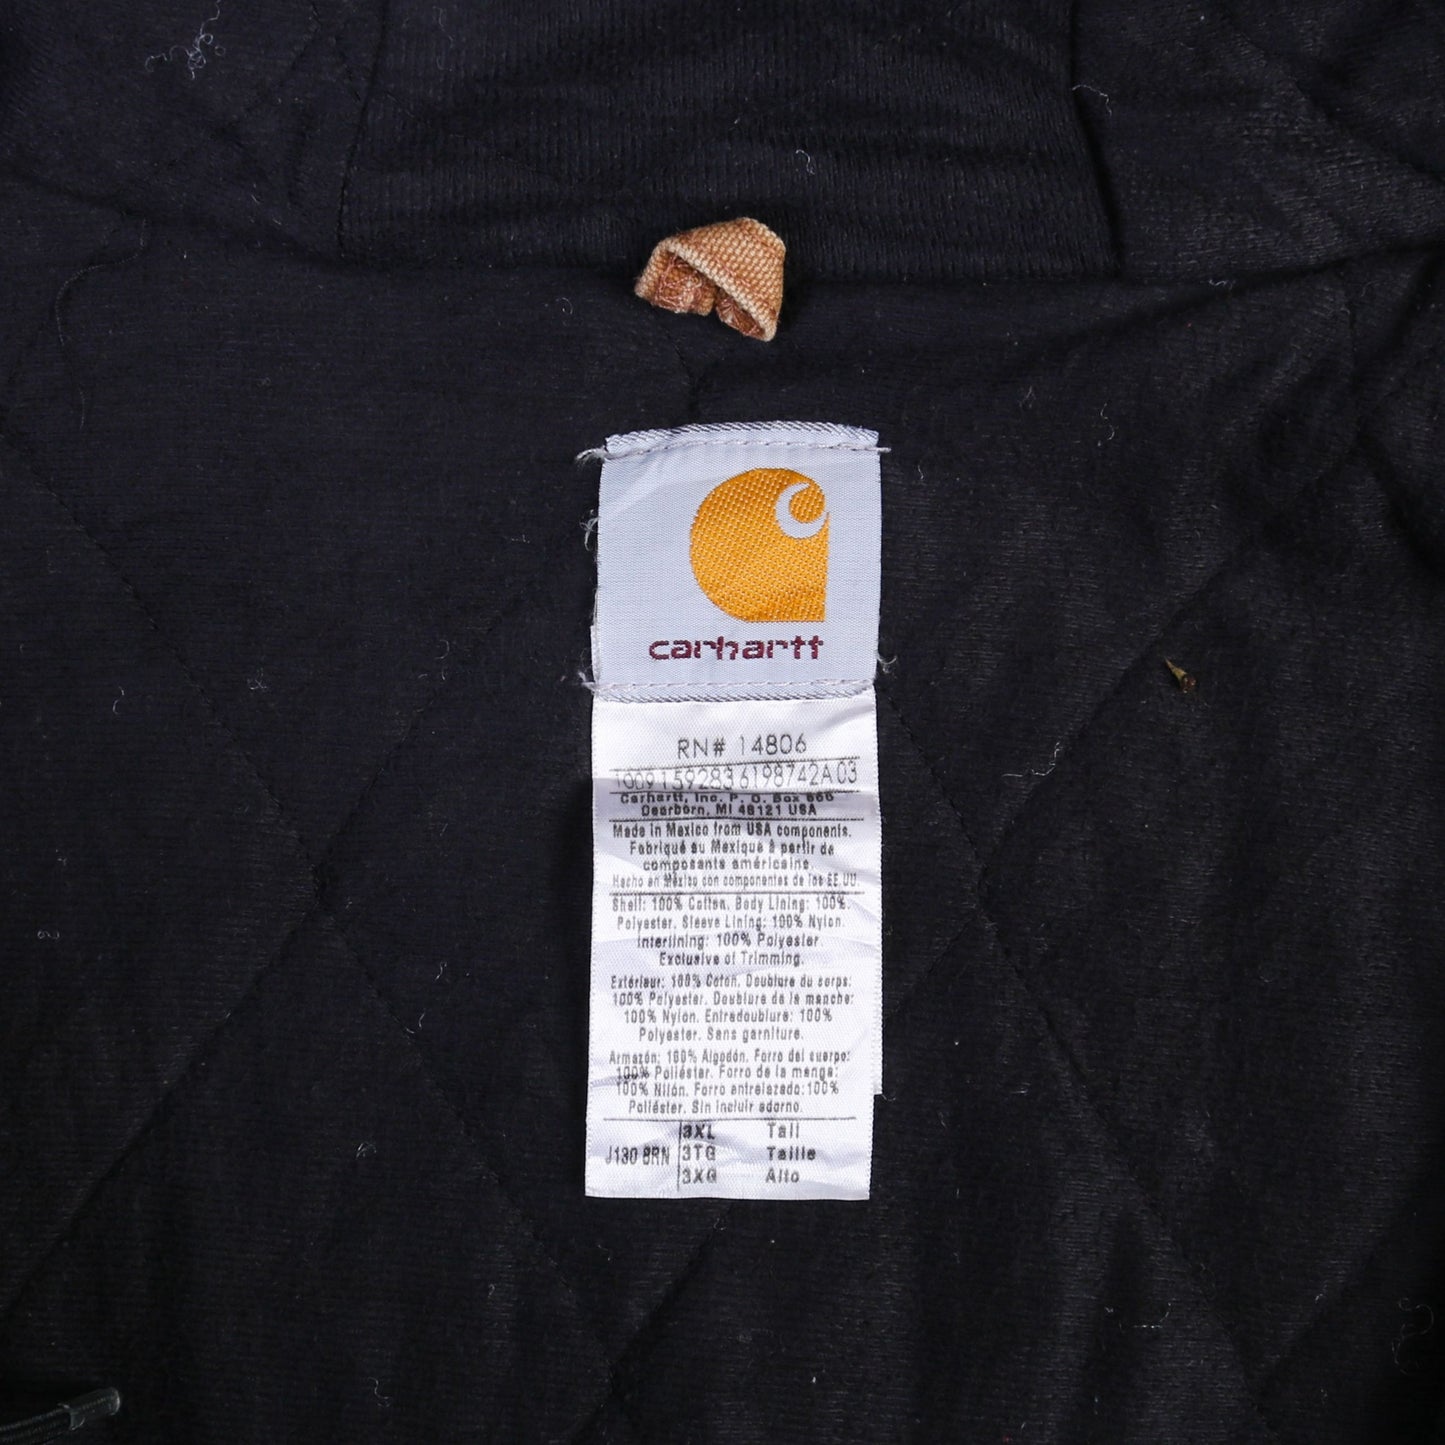 carhartt
RN# 14806
1009159283 6198742A03
Carhartt, Inc. P. O. Box 600
Dearborn, MI 48121 USA
Made in Mexico from USA components.
Fabriqué au Mexique à partir de
composants américains.
Hecho en México con componentes de los EE.UU.
Shell: 100% Cotton. Body Lining: 100%
Polyester. Sleeve Lining: 100% Nylon.
Interlining: 100% Polyester.
Exclusive of Trimming.
Extérieur: 100% Coton. Doublure du corps:
100% Polyester. Doublure de la manche:
100% Nylon. Entredoublure: 100%
Polyester. Sans garniture.
Armazón: 100% Algodón. Forro del cuerpo:
100% Poliéster. Forro de la manga:
100% Nilón. Forro entrelazado:100%
Poliéster. Sin incluir adorno.
3XL Tall
J130 BRN 3TG Taille
3XG Alto